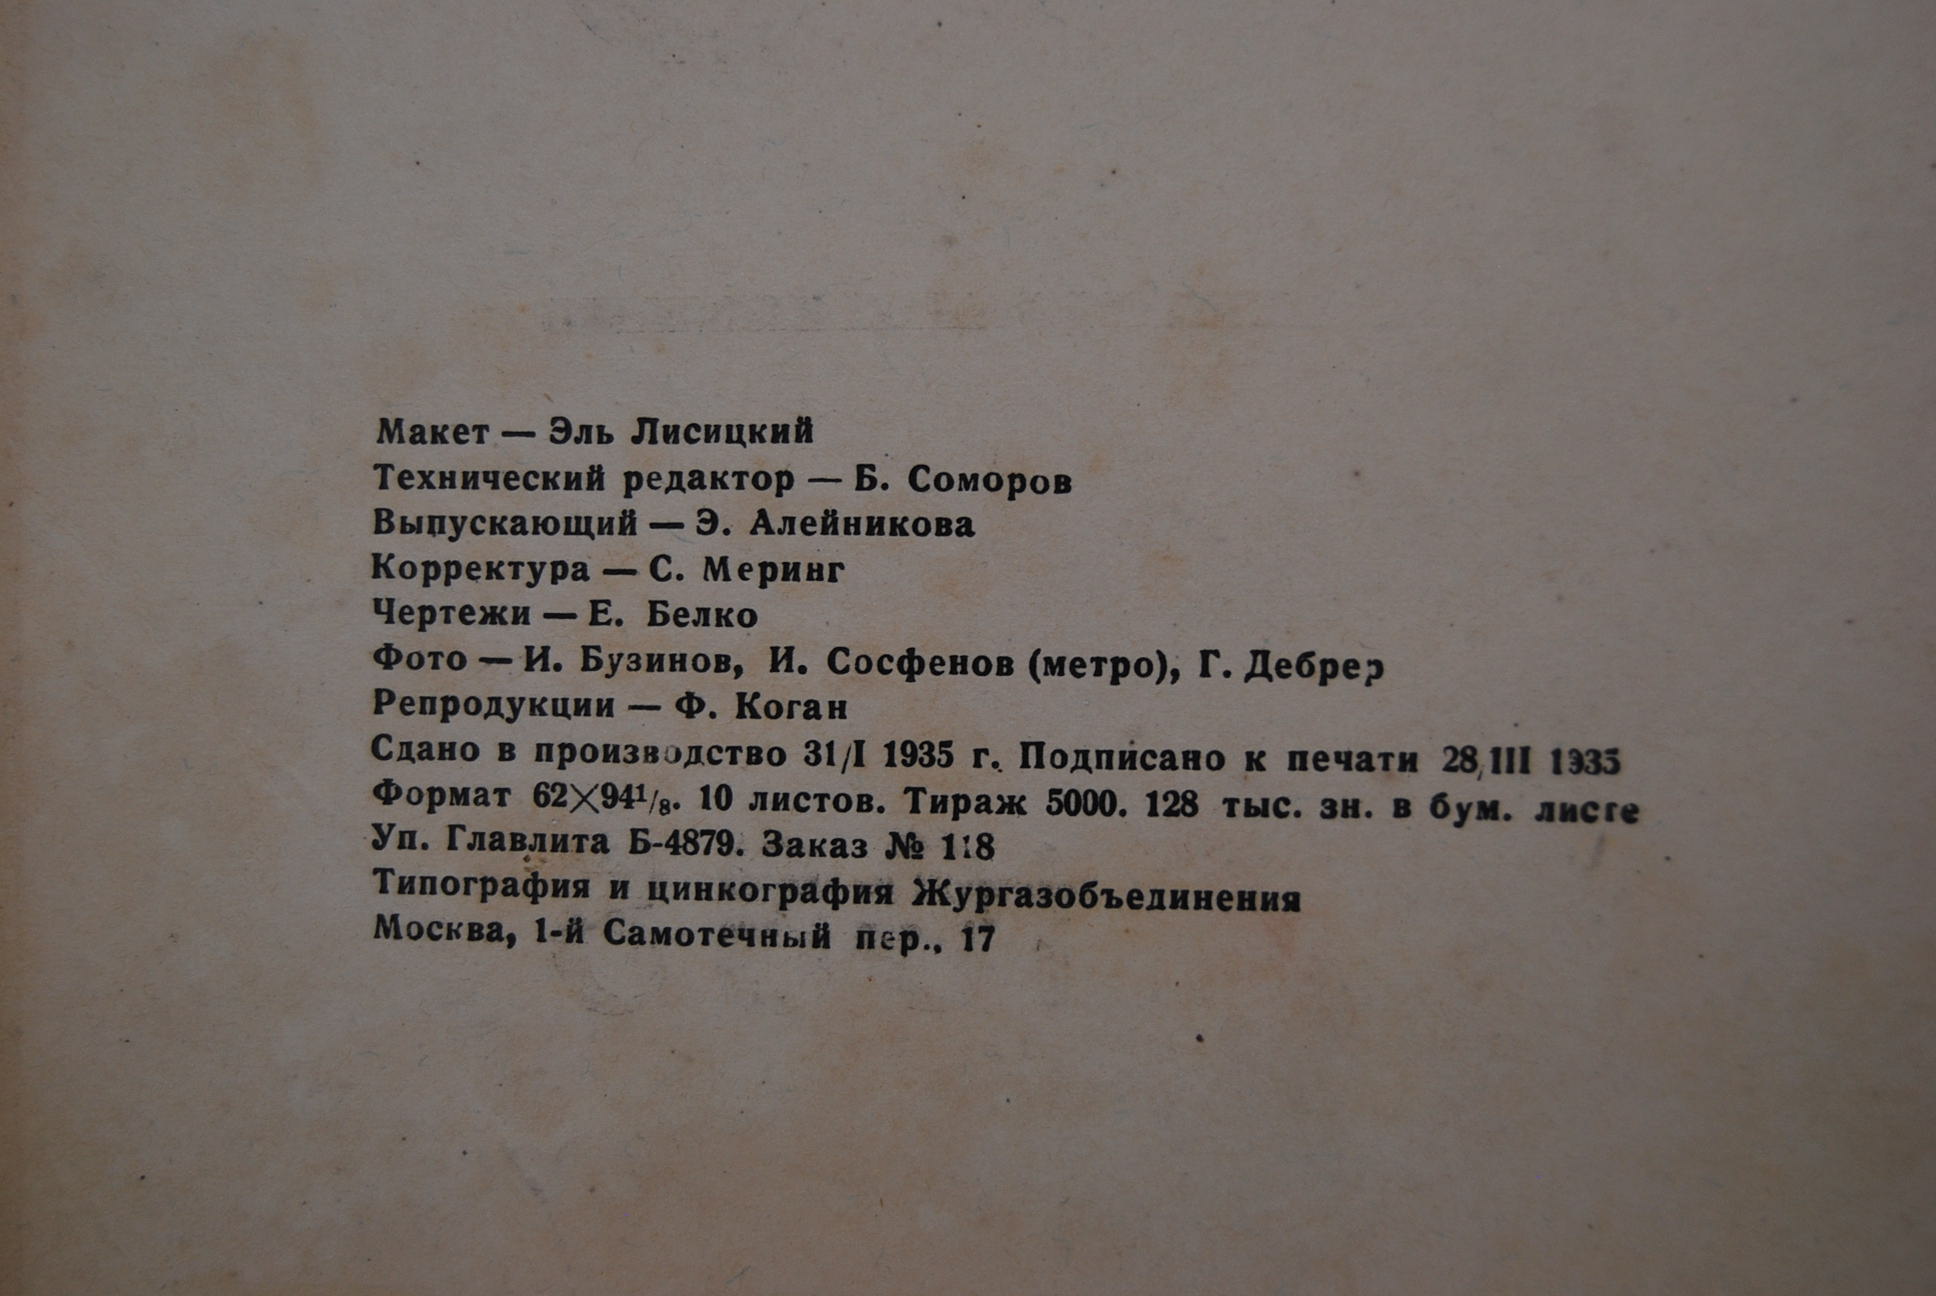 Макет — Эль Лисицкий
Технический редактор — Б. Соморов
Выпускающий — Э. Алейникова
Корректура — С. Меринг
Чертежи — Е. Белко
Фото — И. Бузинов, И. Сосфенов (метро), Г. Дебрер
Репродукции — Ф. Коган
Сдано в производство 31/I 1935 г. Подписано к печати 28/III 1935
Формат 62×94¹/₈. 10 листов. Тираж 5000. 128 тыс. зн. в бум. листе
Уп. Главлита Б-4879. Заказ № 118
Типография и цинкография Жургазобъединения
Москва, 1-й Самотечный пер., 17